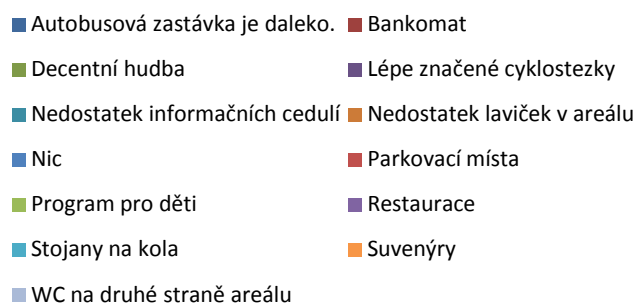 Autobusová zastávka je daleko. Bankomat
Decentní hudba Lépe značené cyklostezky
Nedostatek informačních cedulí Nedostatek laviček v areálu
Nic Parkovací místa
Program pro děti Restaurace
Stojany na kola Suvenýry
WC na druhé straně areálu